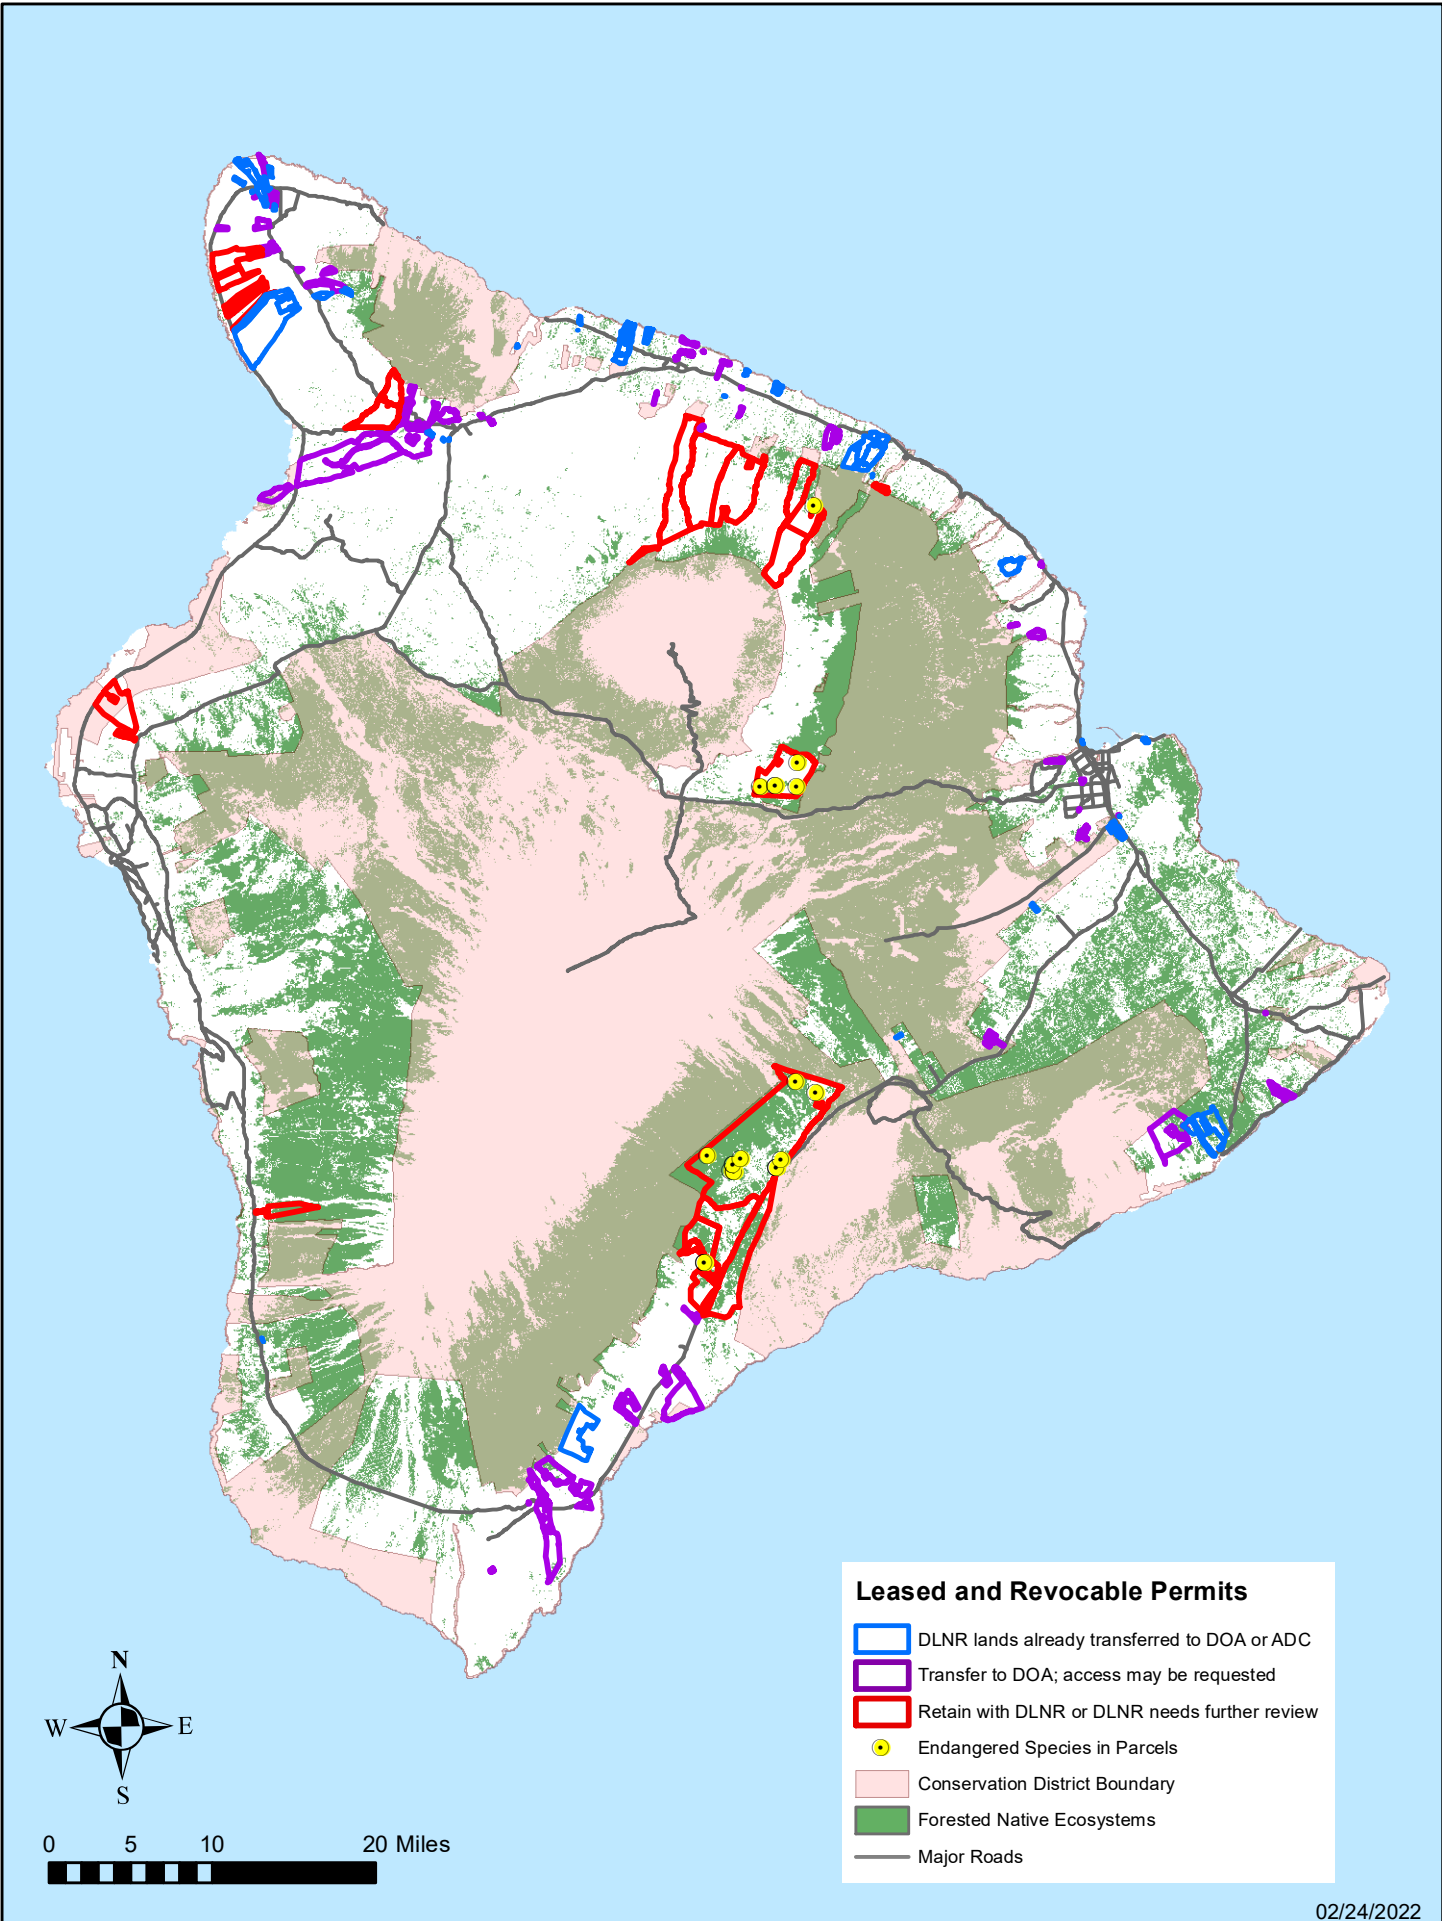 Leased and Revocable Permits
DLNR lands already transferred to DOA or ADC
Transfer to DOA; access may be requested
Retain with DLNR or DLNR needs further review
Endangered Species in Parcels
Conservation District Boundary
Forested Native Ecosystems
Major Roads
N
W E
S
0 5 10 20 Miles
02/24/2022